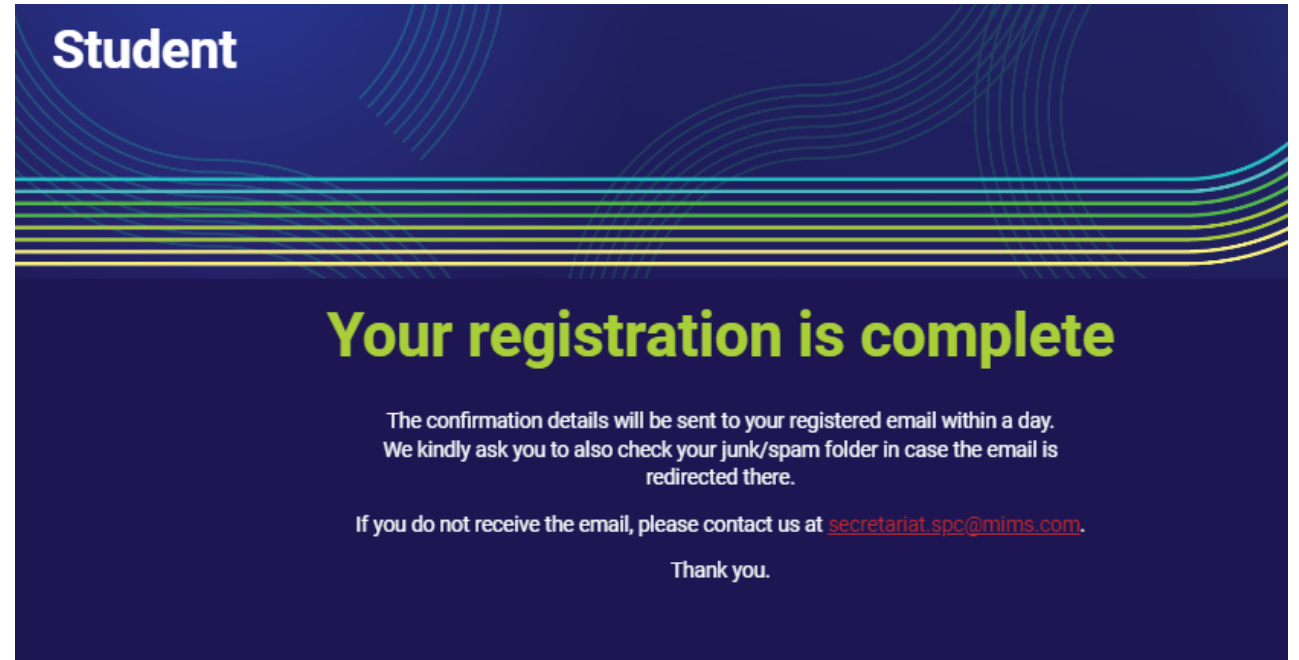 Student
Your registration is complete
The confirmation details will be sent to your registered email within a day.
We kindly ask you to also check your junk/spam folder in case the email is
redirected there.
If you do not receive the email, please contact us at secretariat.spc@mims.com.
Thank you.